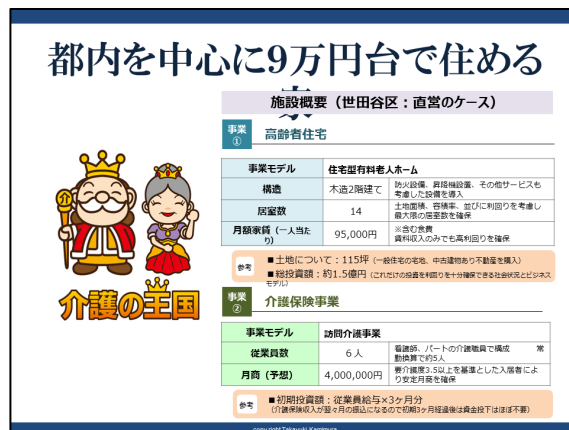 都内を中心に9万円台で住める
家
施設概要（世田谷区：直営のケース）
事業
①
高齢者住宅
事業モデル
住宅型有料老人ホーム
構造
木造2階建て
防火設備、昇降機設置、その他サービスも
考慮した設備を導入
居室数
14
土地面積、容積率、並びに利回りを考慮し
最大限の居室数を確保
月額家賃（一人当た
り）
95,000円
※含む食費
賃料収入のみでも高利回りを確保
参考
■土地について：115坪（一般住宅の宅地、中古建物あり不動産を購入）
■総投資額：約1.5億円（これだけの投資を利回りを十分確保できる社会状況とビジネス
モデル）
介
介護の王国
事業
②
介護保険事業
事業モデル
訪問介護事業
従業員数
6人
看護師、パートの介護職員で構成　　　常
勤換算で約5人
月商（予想）
4,000,000円
要介護度3.5以上を基準とした入居者によ
り安定月商を確保
参考
■初期投資額：従業員給与×3ヶ月分
（介護保険収入が翌々月の振込になるので初期3ヶ月経過後は資金投下はほぼ不要）
copyright Takayuki Kamimura